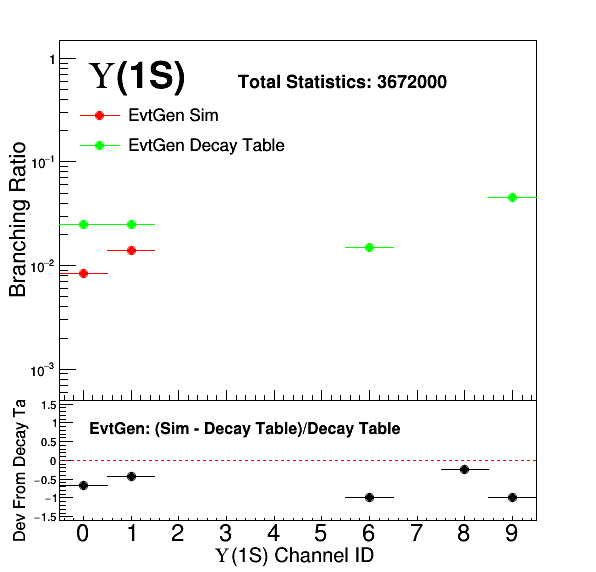 ϒ(1S)
Total Statistics: 3672000
EvtGen Sim
EvtGen Decay Table
Branching Ratio
1
10⁻¹
10⁻²
10⁻³
EvtGen: (Sim - Decay Table)/Decay Table
Dev From Decay Ta
1.5
1
0.5
0
−0.5
−1
−1.5
0 1 2 3 4 5 6 7 8 9
ϒ(1S) Channel ID